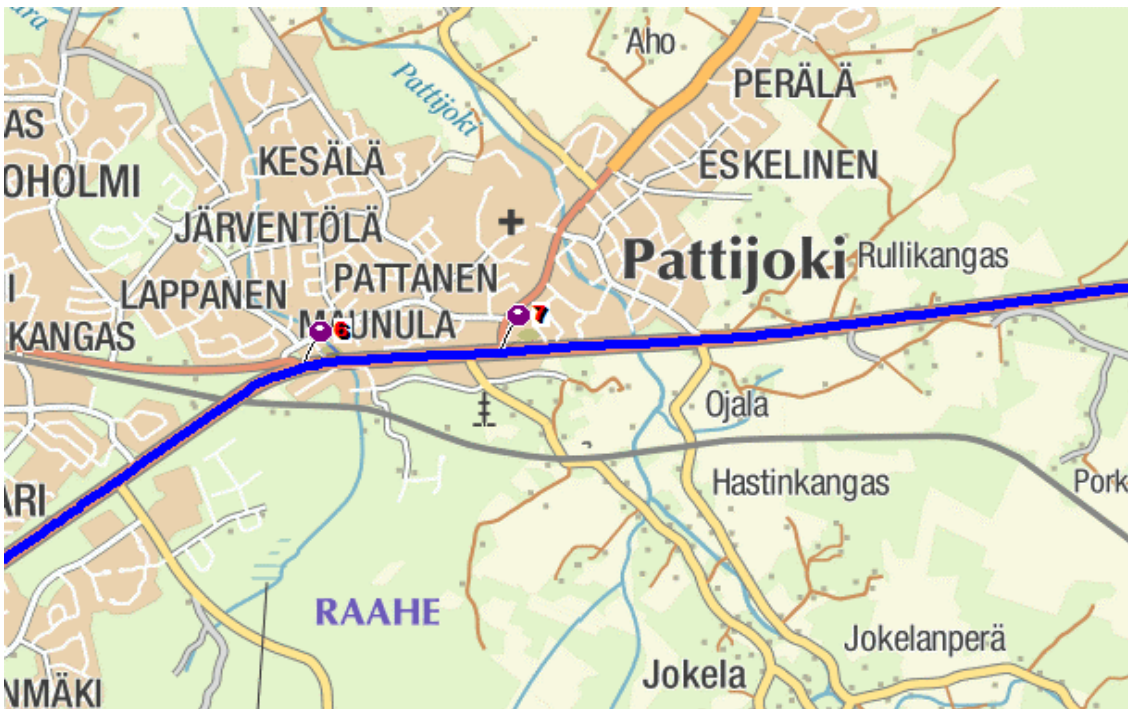 Aho
PERÄLÄ
Pattijoki
AS
KESÄLÄ
ESKELINEN
OHOLMI
JÄRVENTÖLÄ
Pattijoki
Rullikangas
PATTANEN
I
LAPPANEN
7
KANGAS
6
MAUNULA
Ojala
Hastinkangas
Pork
ARI
RAAHE
Jokelanperä
Jokela
NMÄKI